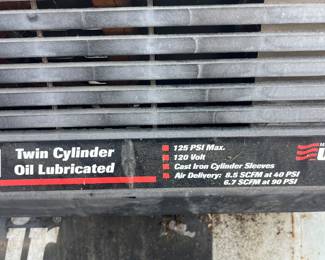 Twin Cylinder
Oil Lubricated
125 PSI Max.
120 Volt
Cast Iron Cylinder Sleeves
Air Delivery: 8.5 SCFM at 40 PSI
6.7 SCFM at 90 PSI